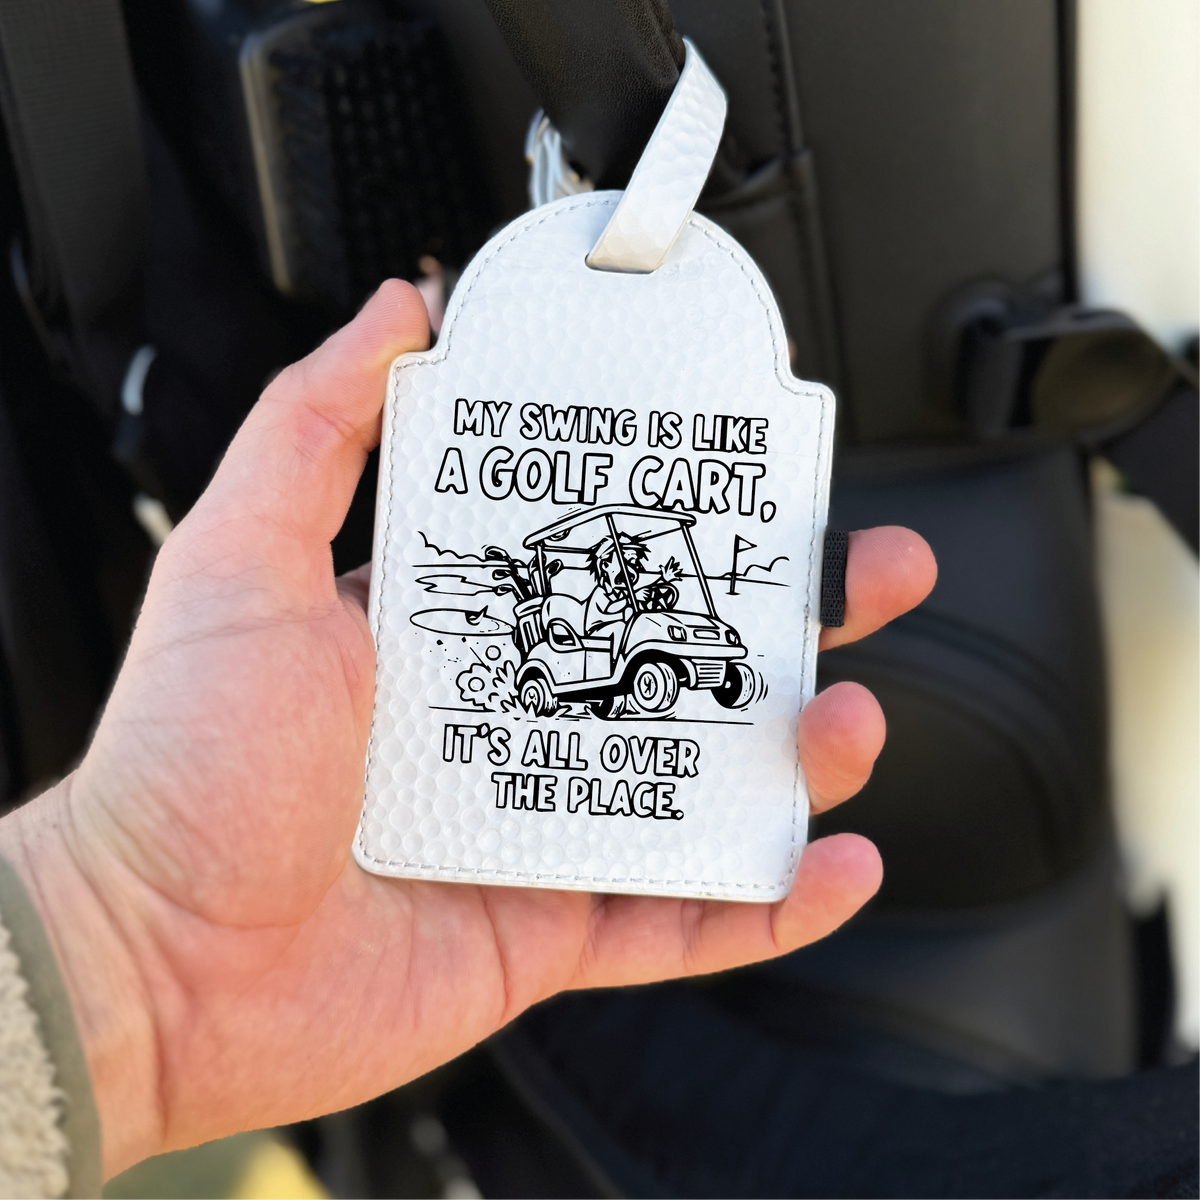 MY SWING IS LIKE
A GOLF CART,
IT'S ALL OVER
THE PLACE.